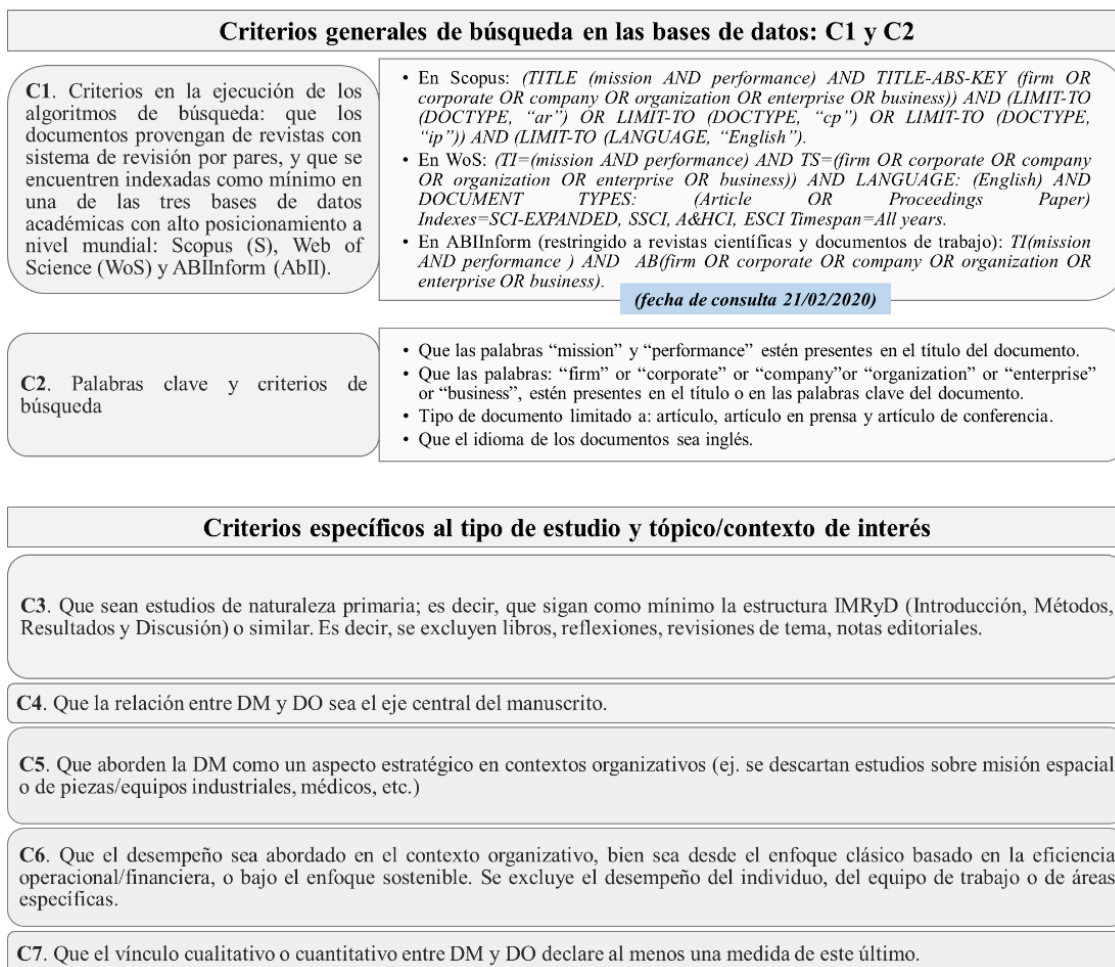 Criterios generales de búsqueda en las bases de datos: C1 y C2
C1. Criterios en la ejecución de los
algoritmos de búsqueda: que los
documentos provengan de revistas con
sistema de revisión por pares, y que se
encuentren indexadas como mínimo en
una de las tres bases de datos
académicas con alto posicionamiento a
nivel mundial: Scopus (S), Web of
Science (WoS) y ABIInform (AbII).
• En Scopus: (TITLE (mission AND performance) AND TITLE-ABS-KEY (firm OR
corporate OR company OR organization OR enterprise OR business)) AND (LIMIT-TO
(DOCTYPE, “ar”) OR LIMIT-TO (DOCTYPE, “cp”) OR LIMIT-TO (DOCTYPE,
“ip”)) AND (LIMIT-TO (LANGUAGE, “English”).
• En WoS: (TI=(mission AND performance) AND TS=(firm OR corporate OR company
OR organization OR enterprise OR business)) AND LANGUAGE: (English) AND
DOCUMENT TYPES: (Article OR Proceedings Paper)
Indexes=SCI-EXPANDED, SSCI, A&HCI, ESCI Timespan=All years.
• En ABIInform (restringido a revistas científicas y documentos de trabajo): TI(mission
AND performance ) AND AB(firm OR corporate OR company OR organization OR
enterprise OR business).
(fecha de consulta 21/02/2020)
C2. Palabras clave y criterios de
búsqueda
• Que las palabras “mission” y “performance” estén presentes en el título del documento.
• Que las palabras: “firm” or “corporate” or “company”or “organization” or “enterprise”
or “business”, estén presentes en el título o en las palabras clave del documento.
• Tipo de documento limitado a: artículo, artículo en prensa y artículo de conferencia.
• Que el idioma de los documentos sea inglés.
Criterios específicos al tipo de estudio y tópico/contexto de interés
C3. Que sean estudios de naturaleza primaria; es decir, que sigan como mínimo la estructura IMRyD (Introducción, Métodos,
Resultados y Discusión) o similar. Es decir, se excluyen libros, reflexiones, revisiones de tema, notas editoriales.
C4. Que la relación entre DM y DO sea el eje central del manuscrito.
C5. Que aborden la DM como un aspecto estratégico en contextos organizativos (ej. se descartan estudios sobre misión espacial
o de piezas/equipos industriales, médicos, etc.)
C6. Que el desempeño sea abordado en el contexto organizativo, bien sea desde el enfoque clásico basado en la eficiencia
operacional/financiera, o bajo el enfoque sostenible. Se excluye el desempeño del individuo, del equipo de trabajo o de áreas
específicas.
C7. Que el vínculo cualitativo o cuantitativo entre DM y DO declare al menos una medida de este último.